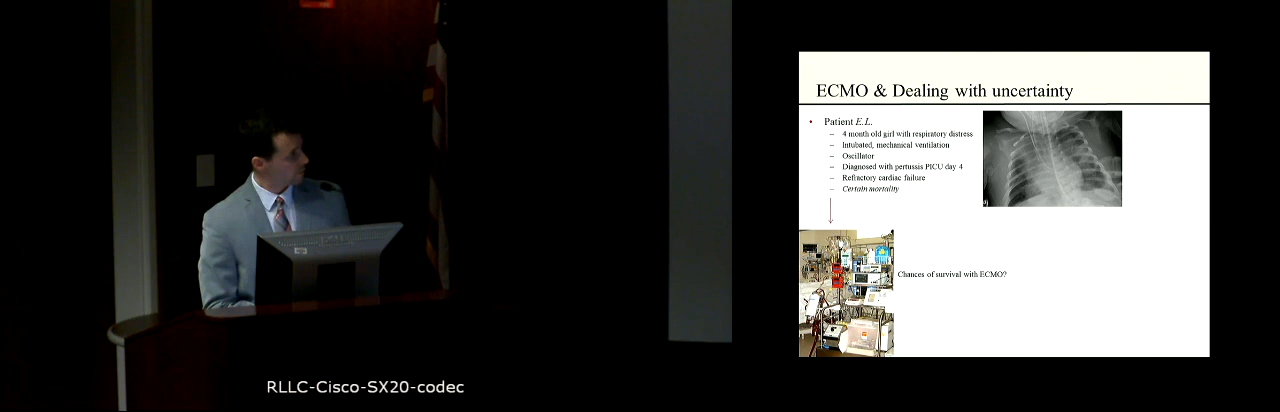 ECMO & Dealing with uncertainty
• Patient E.L.
– 4 month old girl with respiratory distress
– Intubated, mechanical ventilation
– Oscillator
– Diagnosed with pertussis PICU day 4
– Refractory cardiac failure
– Certain mortality
Chances of survival with ECMO?
RLLC-Cisco-SX20-codec